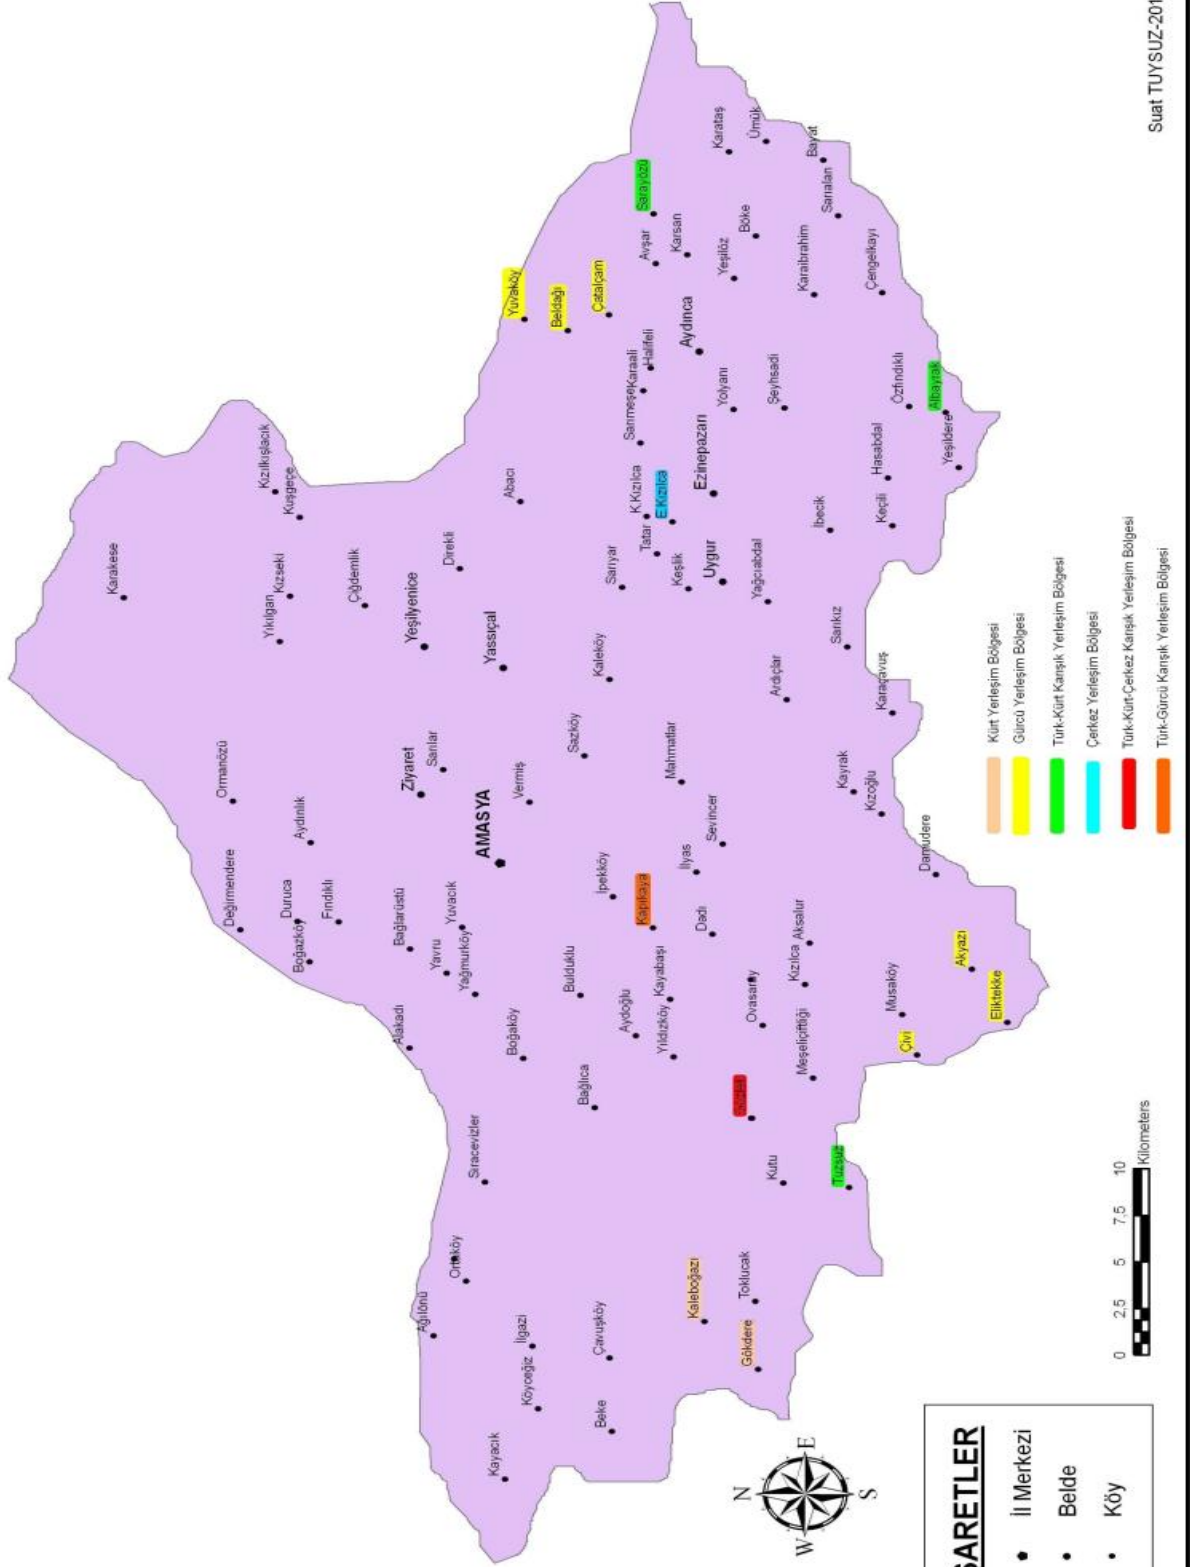 Karakese
Kızılkışlacık
Kuşgeçe
Kızseki
Yıkılgan
Çiğdemlik
Direkli
Yeşilyenice
Yassıçal
Abacı
Ormanözü
Aydınlık
Değirmendere
Duruca
Boğazköy
Fındıklı
Ziyaret
Sarılar
AMASYA
Vermiş
Bağlarüstü
Yuvacık
Yavru
Yağmurköy
Alakadı
Boğaköy
Sıracevizler
Ortaköy
Ağılönü
İlgazi
Köyceğiz
Kayacık
Beke
Çavuşköy
Bağlıca
Bulduklu
Aydoğlu
Yıldızköy
Kayabaşı
İpekköy
Kapıkaya
Sazköy
Kaleköy
Mahmatlar
Sevincer
İlyas
Dadı
Ovasaray
Kızılca
Aksalur
Meşeliçiftliği
Musaköy
Çivi
Eliktekke
Akyazı
Damudere
Kızoğlu
Kayrak
Karaçavuş
Ardıçlar
Sarıkız
Yağcıabdal
Uygur
Keşlik
Tatar
Sarıyar
K.Kızılca
E.Kızılca
Ezinepazarı
Sarımeşe
Karaali
Halifeli
Aydınca
Yolyanı
Şeyhsadi
İbecik
Keçili
Hasabdal
Yeşildere
Albayrak
Özfındıklı
Çengelkayı
Karaibrahim
Yeşilöz
Böke
Karsan
Avşar
Sarayözü
Çatalçam
Beldağı
Yuvaköy
Karataş
Ümük
Bayat
Sarıalan
Kutu
Tuzsuz
Toklucak
Kaleboğazı
Gökdere
Kürt Yerleşim Bölgesi
Gürcü Yerleşim Bölgesi
Türk-Kürt Karışık Yerleşim Bölgesi
Çerkez Yerleşim Bölgesi
Türk-Kürt-Çerkez Karışık Yerleşim Bölgesi
Türk-Gürcü Karışık Yerleşim Bölgesi
0 2,5 5 7,5 10
Kilometers
N
E
S
W
ŞARETLER
İl Merkezi
Belde
Köy
Suat TUYSUZ-201